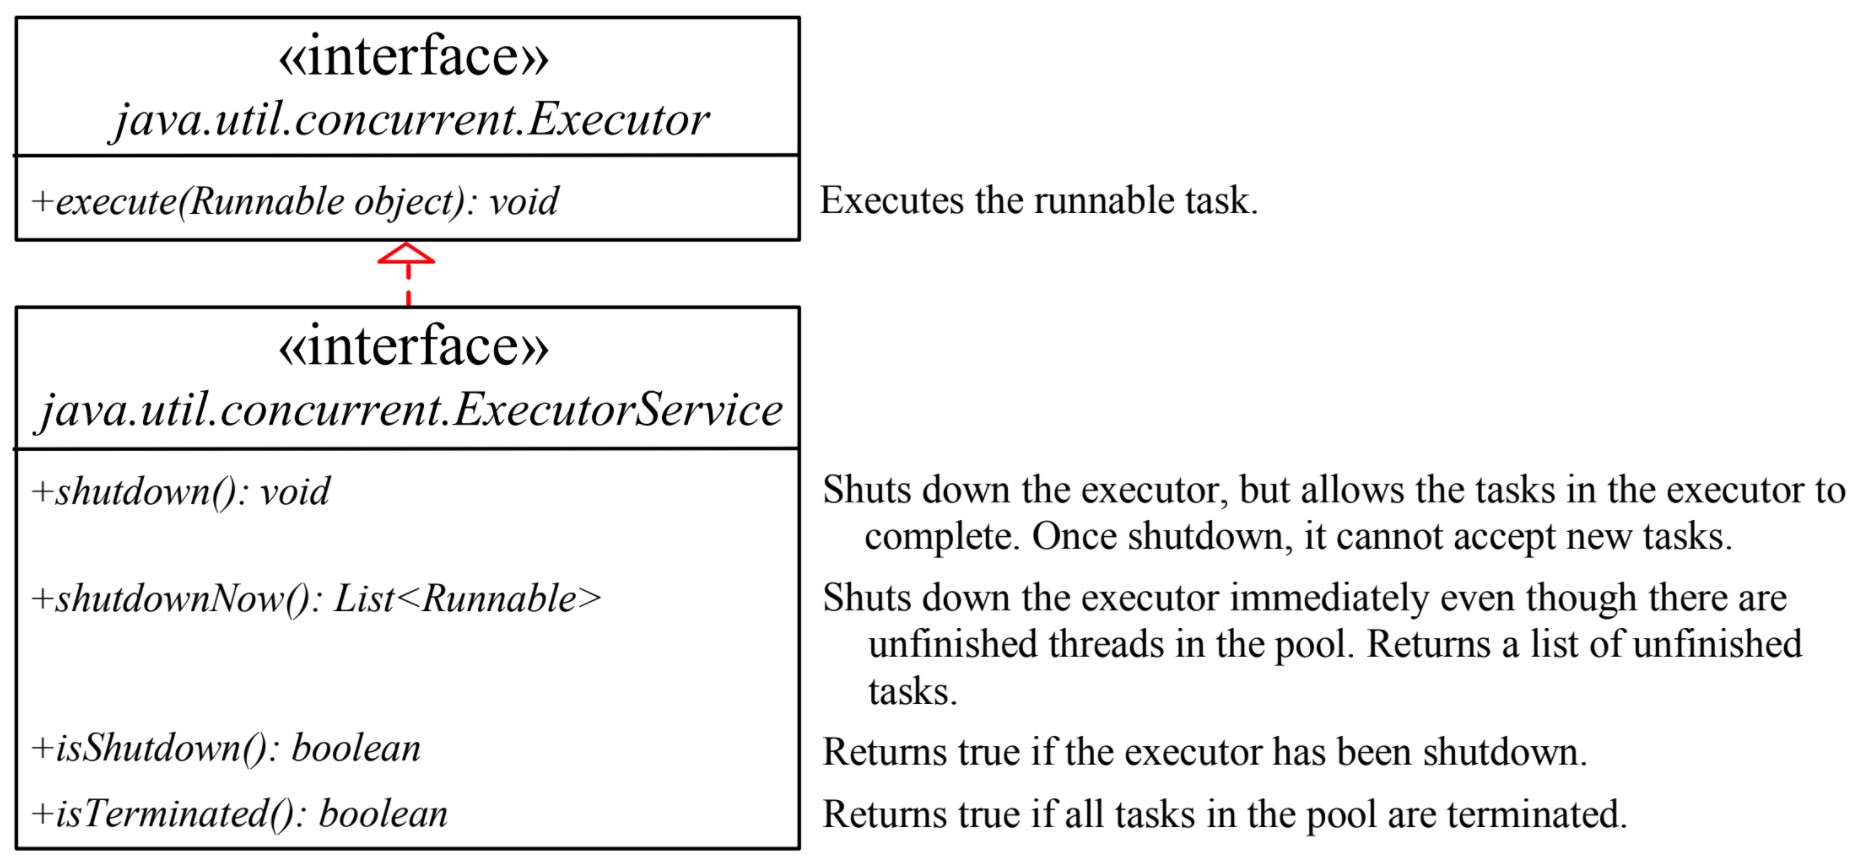 «interface»
java.util.concurrent.Executor
+execute(Runnable object): void
Executes the runnable task.
«interface»
java.util.concurrent.ExecutorService
+shutdown(): void
Shuts down the executor, but allows the tasks in the executor to
complete. Once shutdown, it cannot accept new tasks.
+shutdownNow(): List<Runnable>
Shuts down the executor immediately even though there are
unfinished threads in the pool. Returns a list of unfinished
tasks.
+isShutdown(): boolean
Returns true if the executor has been shutdown.
+isTerminated(): boolean
Returns true if all tasks in the pool are terminated.